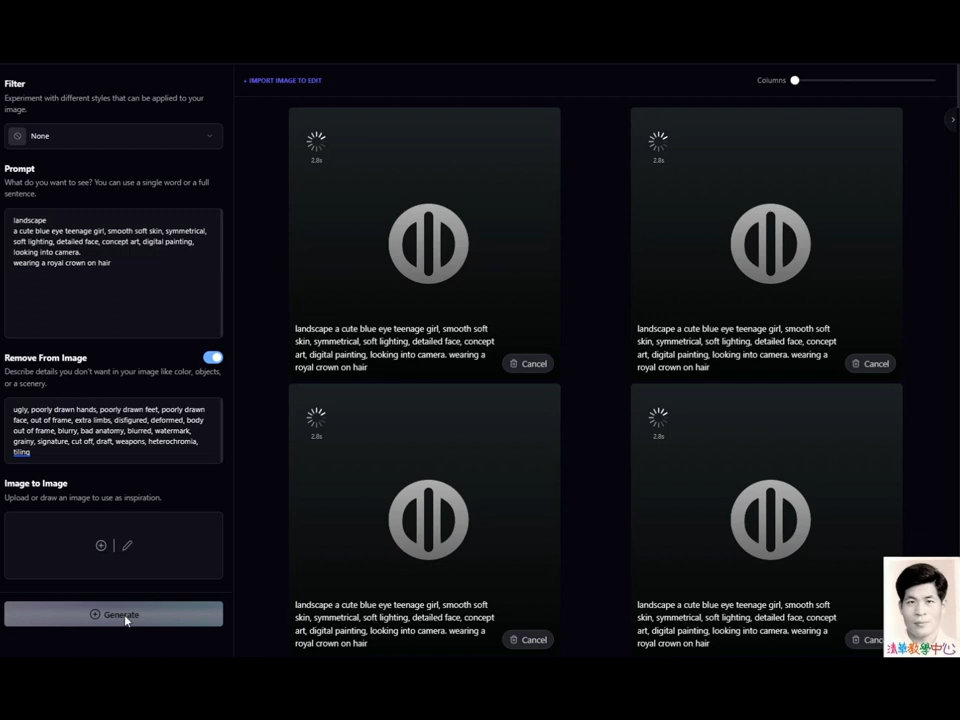 Filter
Experiment with different styles that can be applied to your
image.
None
Prompt
What do you want to see? You can use a single word or a full
sentence.
landscape
a cute blue eye teenage girl, smooth soft skin, symmetrical,
soft lighting, detailed face, concept art, digital painting,
looking into camera.
wearing a royal crown on hair
Remove From Image
Describe details you don't want in your image like color, objects,
or a scenery.
ugly, poorly drawn hands, poorly drawn feet, poorly drawn
face, out of frame, extra limbs, disfigured, deformed, body
out of frame, blurry, bad anatomy, blurred, watermark,
grainy, signature, cut off, draft, weapons, heterochromia,
tiling
Image to Image
Upload or draw an image to use as inspiration.
Generate
+ IMPORT IMAGE TO EDIT
Columns
2.8s
landscape a cute blue eye teenage girl, smooth soft
skin, symmetrical, soft lighting, detailed face, concept
art, digital painting, looking into camera. wearing a
royal crown on hair
Cancel
2.8s
landscape a cute blue eye teenage girl, smooth soft
skin, symmetrical, soft lighting, detailed face, concept
art, digital painting, looking into camera. wearing a
royal crown on hair
Cancel
2.8s
landscape a cute blue eye teenage girl, smooth soft
skin, symmetrical, soft lighting, detailed face, concept
art, digital painting, looking into camera. wearing a
royal crown on hair
Cancel
2.8s
landscape a cute blue eye teenage girl, smooth soft
skin, symmetrical, soft lighting, detailed face, concept
art, digital painting, looking into camera. wearing a
royal crown on hair
Canc
清華教學中心